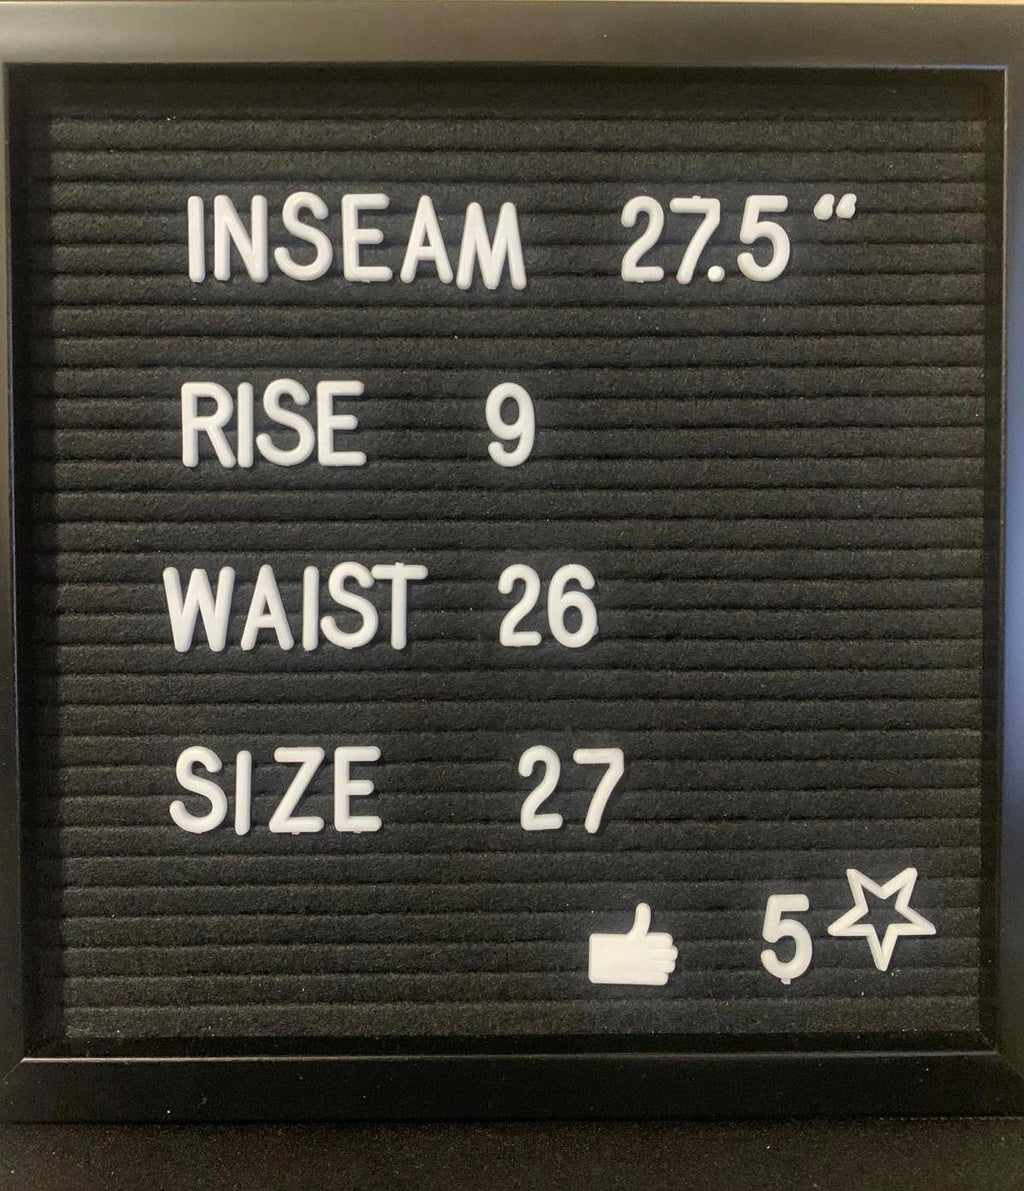 INSEAM 27.5“
RISE 9
WAIST 26
SIZE 27
5